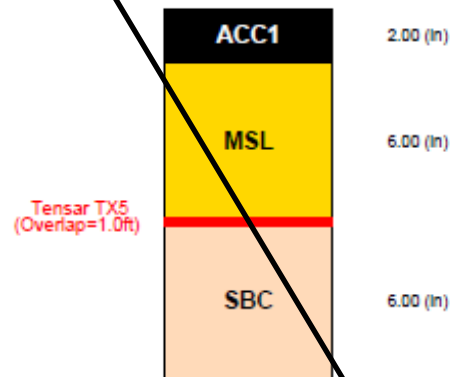 ACC1
2.00 (in)
MSL
6.00 (in)
Tensar TX5
(Overlap=1.0ft)
SBC
6.00 (in)